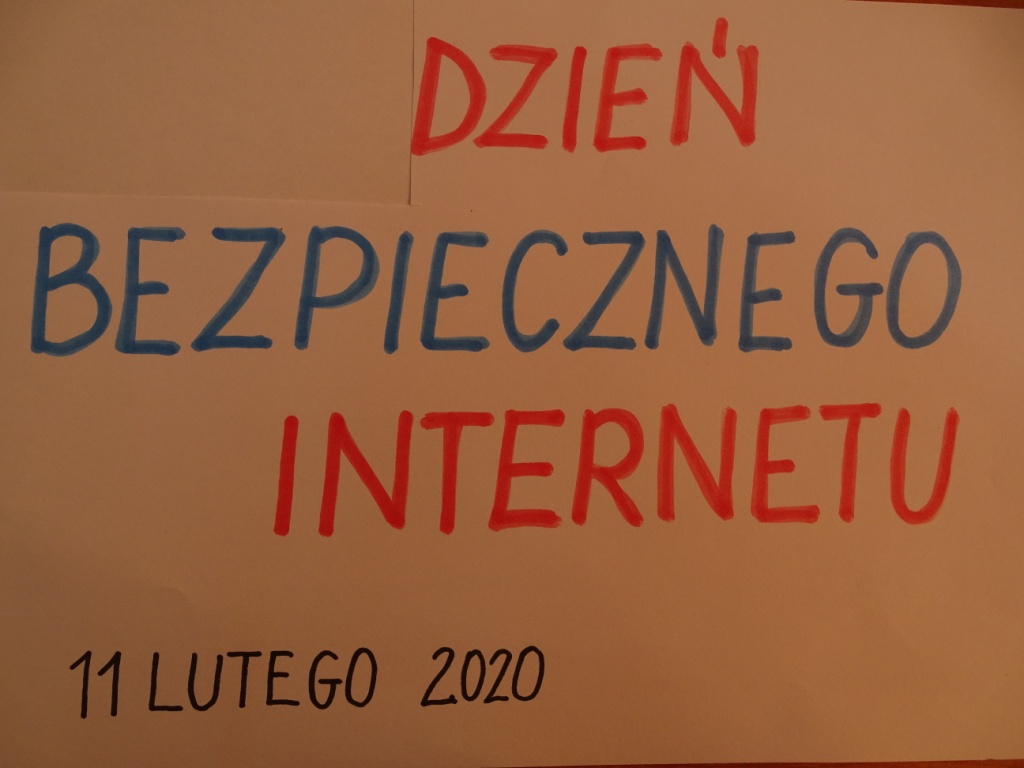 DZIEŃ
BEZPIECZNEGO
INTERNETU
11 LUTEGO 2020